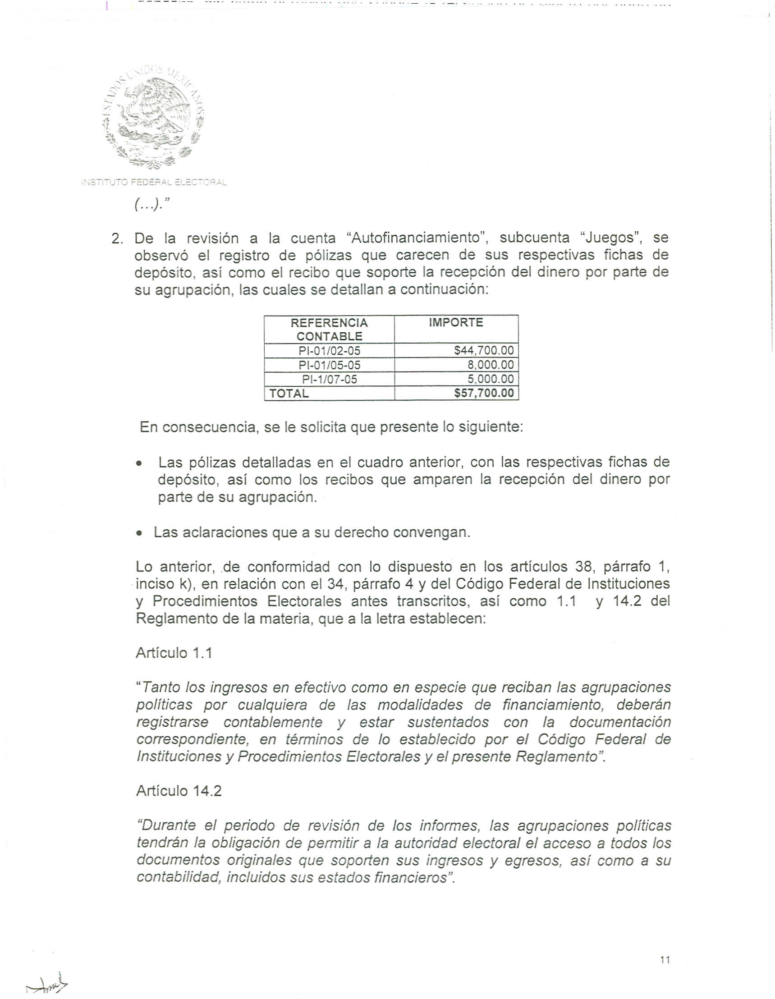 ESTADOS UNIDOS MEXICANOS
INSTITUTO FEDERAL ELECTORAL
(...)."
2. De la revisión a la cuenta "Autofinanciamiento", subcuenta "Juegos", se
observó el registro de pólizas que carecen de sus respectivas fichas de
depósito, así como el recibo que soporte la recepción del dinero por parte de
su agrupación, las cuales se detallan a continuación:
REFERENCIA CONTABLE IMPORTE
PI-01/02-05 $44,700.00
PI-01/05-05 8,000.00
PI-1/07-05 5,000.00
TOTAL $57,700.00
En consecuencia, se le solicita que presente lo siguiente:
• Las pólizas detalladas en el cuadro anterior, con las respectivas fichas de
depósito, así como los recibos que amparen la recepción del dinero por
parte de su agrupación.
• Las aclaraciones que a su derecho convengan.
Lo anterior, de conformidad con lo dispuesto en los artículos 38, párrafo 1,
inciso k), en relación con el 34, párrafo 4 y del Código Federal de Instituciones
y Procedimientos Electorales antes transcritos, así como 1.1 y 14.2 del
Reglamento de la materia, que a la letra establecen:
Artículo 1.1
"Tanto los ingresos en efectivo como en especie que reciban las agrupaciones
políticas por cualquiera de las modalidades de financiamiento, deberán
registrarse contablemente y estar sustentados con la documentación
correspondiente, en términos de lo establecido por el Código Federal de
Instituciones y Procedimientos Electorales y el presente Reglamento".
Artículo 14.2
"Durante el periodo de revisión de los informes, las agrupaciones políticas
tendrán la obligación de permitir a la autoridad electoral el acceso a todos los
documentos originales que soporten sus ingresos y egresos, así como a su
contabilidad, incluidos sus estados financieros".
11